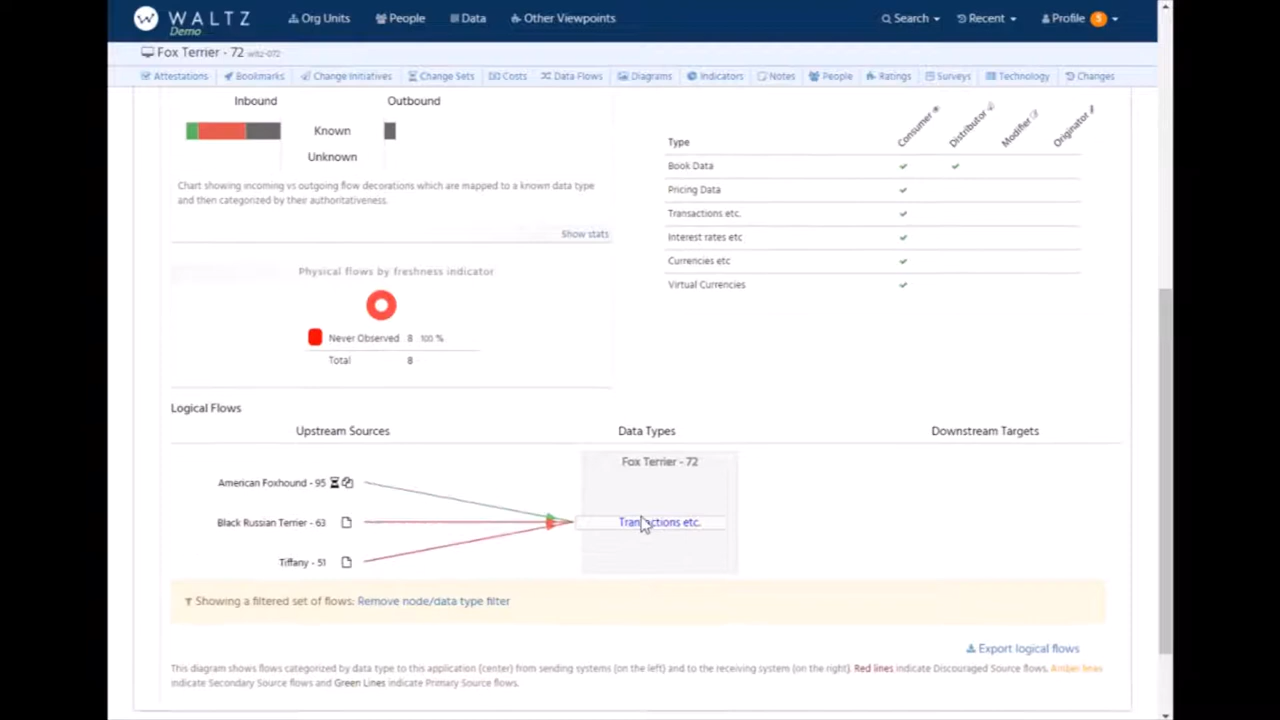 WALTZ
Demo
Org Units People Data Other Viewpoints Search Recent Profile 5
Fox Terrier - 72 wltz-072
Attestations Bookmarks Change Initiatives Change Sets Costs Data Flows Diagrams Indicators Notes People Ratings Surveys Technology Changes
Inbound Outbound
Known
Unknown
Chart showing incoming vs outgoing flow decorations which are mapped to a known data type
and then categorized by their authoritativeness.
Show stats
Physical flows by freshness indicator
Never Observed 8 100 %
Total 8
Type Consumer Distributor Modifier Originator
Book Data
Pricing Data
Transactions etc.
Interest rates etc
Currencies etc
Virtual Currencies
Logical Flows
Upstream Sources Data Types Downstream Targets
Fox Terrier - 72
American Foxhound - 95
Black Russian Terrier - 63 Transactions etc.
Tiffany - 51
Showing a filtered set of flows: Remove node/data type filter
Export logical flows
This diagram shows flows categorized by data type to this application (center) from sending systems (on the left) and to the receiving system (on the right). Red lines indicate Discouraged Source flows, Amber lines
indicate Secondary Source flows and Green Lines indicate Primary Source flows.